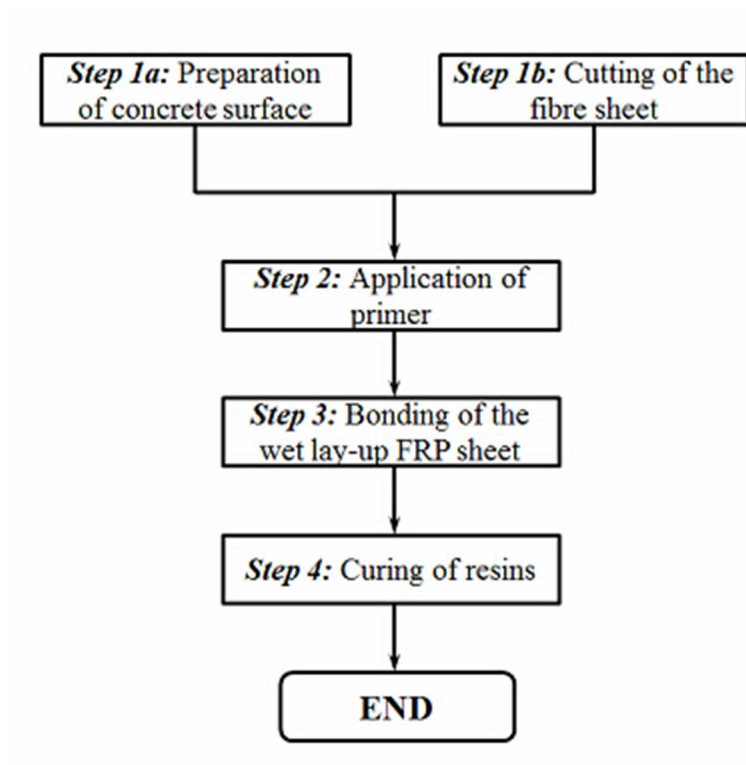 Step 1a: Preparation
of concrete surface
Step 1b: Cutting of the
fibre sheet
Step 2: Application of
primer
Step 3: Bonding of the
wet lay-up FRP sheet
Step 4: Curing of resins
END